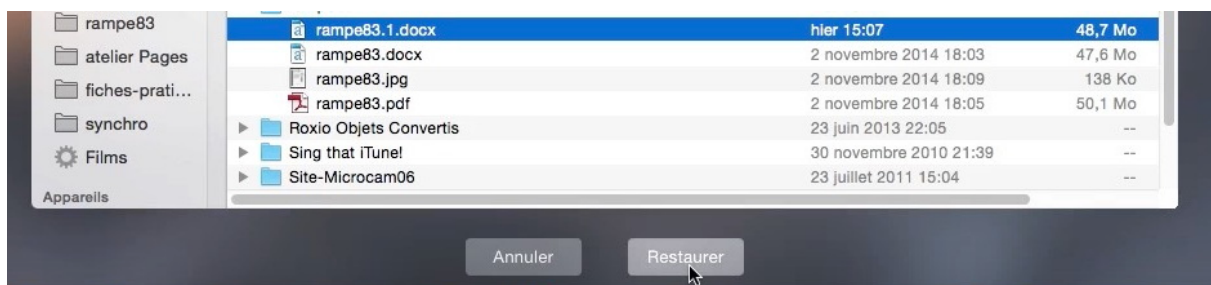 rampe83
atelier Pages
fiches-prati...
synchro
Films
Appareils
rampe83.1.docx hier 15:07 48,7 Mo
rampe83.docx 2 novembre 2014 18:03 47,6 Mo
rampe83.jpg 2 novembre 2014 18:09 138 Ko
rampe83.pdf 2 novembre 2014 18:05 50,1 Mo
Roxio Objets Convertis 23 juin 2013 22:05 --
Sing that iTune! 30 novembre 2010 21:39 --
Site-Microcam06 23 juillet 2011 15:04 --
Annuler
Restaurer